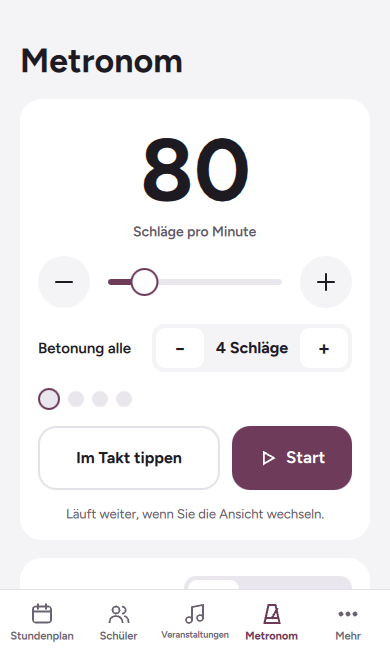 Metronom
80
Schläge pro Minute
Betonung alle
-
4 Schläge
+
Im Takt tippen
Start
Läuft weiter, wenn Sie die Ansicht wechseln.
Stundenplan
Schüler
Veranstaltungen
Metronom
Mehr